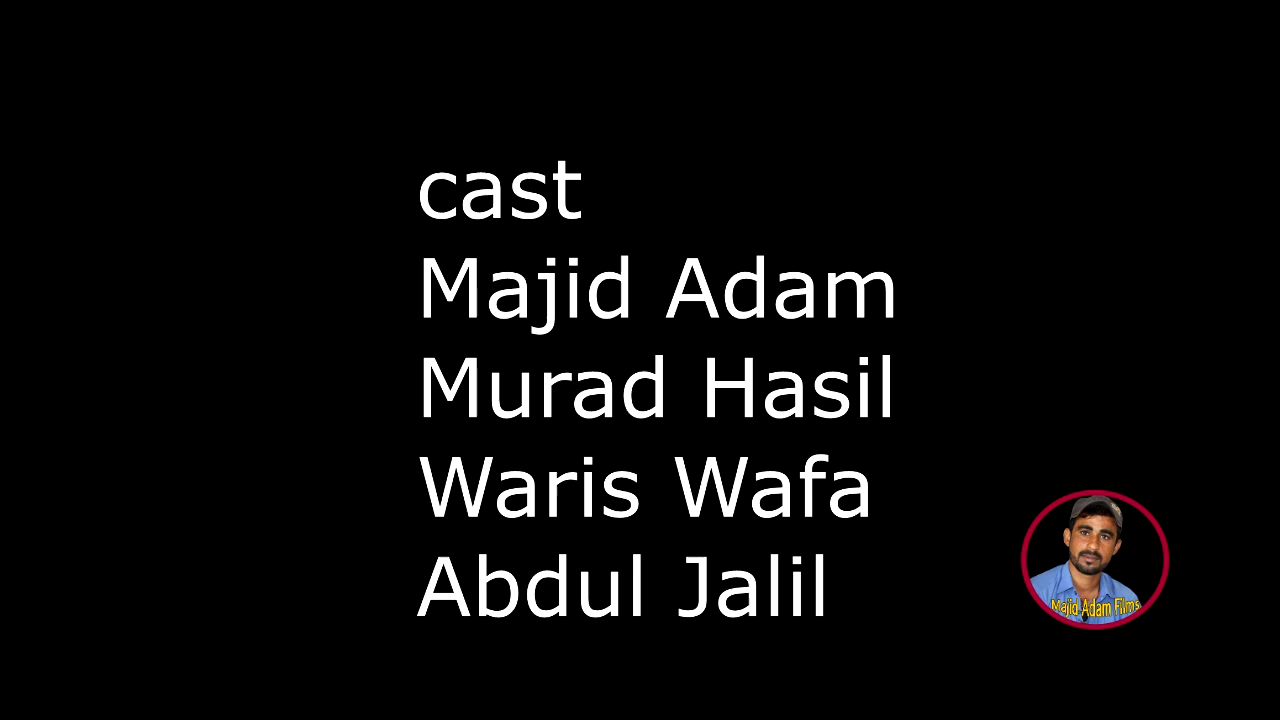 cast
Majid Adam
Murad Hasil
Waris Wafa
Abdul Jalil
Majid Adam Films